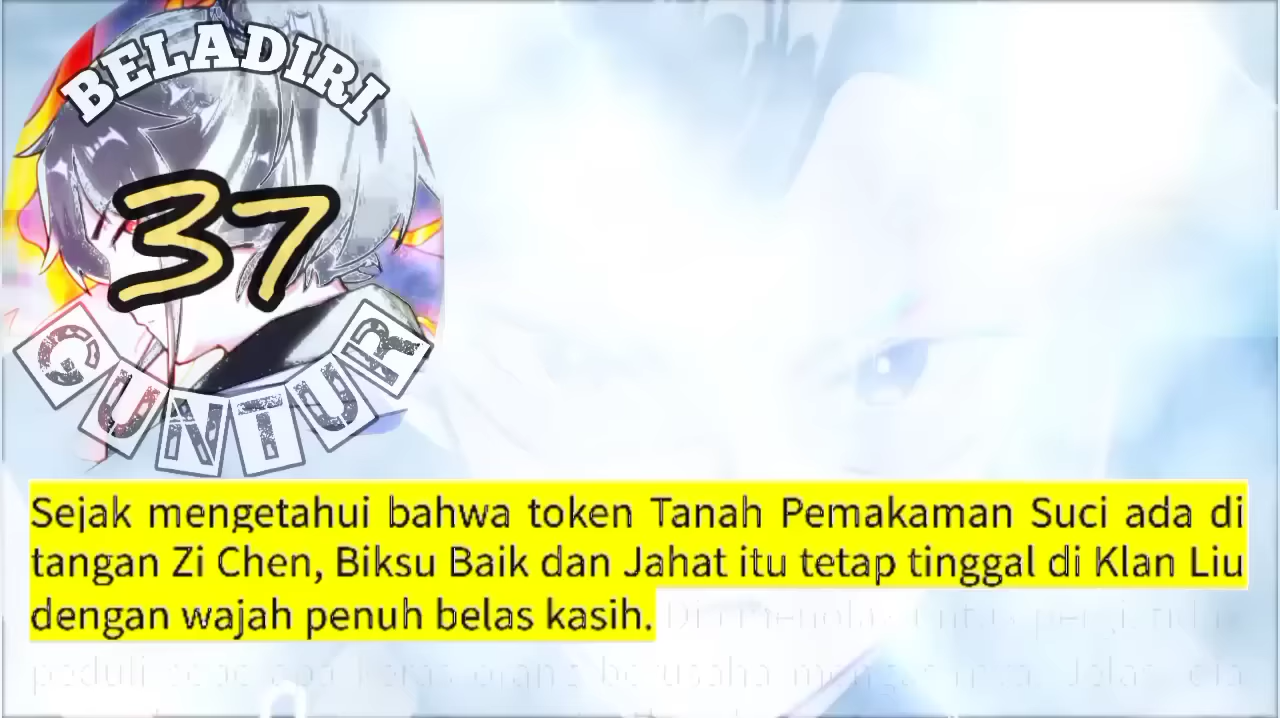 BELADIRI
37
GUNTUR
Sejak mengetahui bahwa token Tanah Pemakaman Suci ada di
tangan Zi Chen, Biksu Baik dan Jahat itu tetap tinggal di Klan Liu
dengan wajah penuh belas kasih.